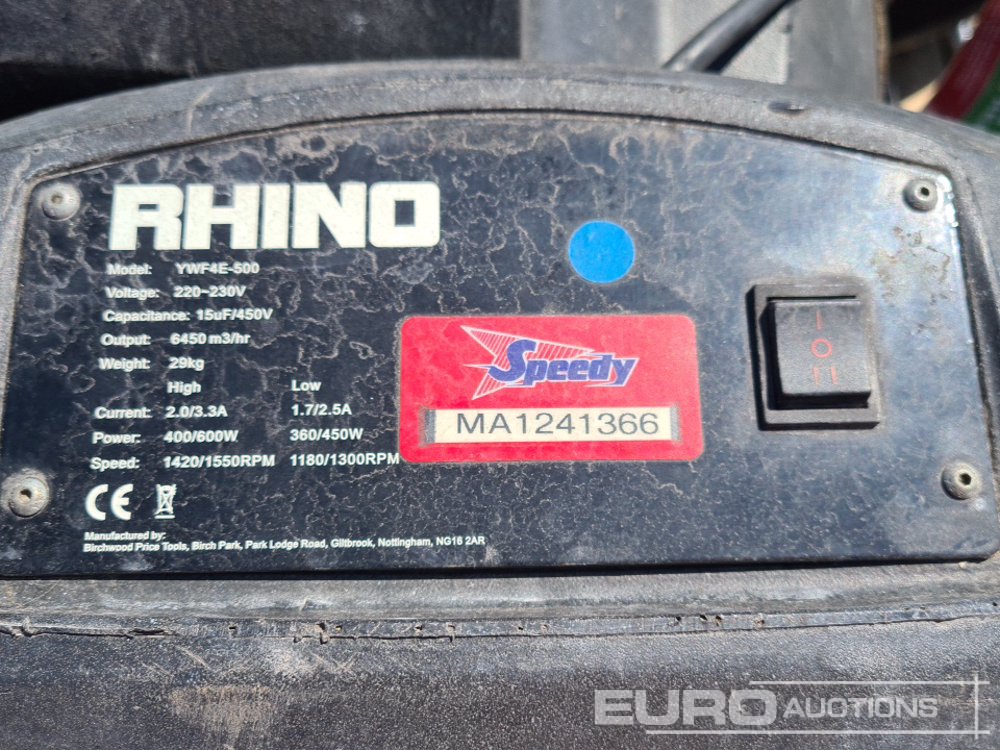 RHINO
Model: YWF4E-500
Voltage: 220~230V
Capacitance: 15uF/450V
Output: 6450 m3/hr
Weight: 29kg
High Low
Current: 2.0/3.3A 1.7/2.5A
Power: 400/600W 360/450W
Speed: 1420/1550RPM 1180/1300RPM
CE
Manufactured by:
Birchwood Price Tools, Birch Park, Park Lodge Road, Giltbrook, Nottingham, NG16 2AR
Speedy
MA1241366
I
O
II
EURO AUCTIONS